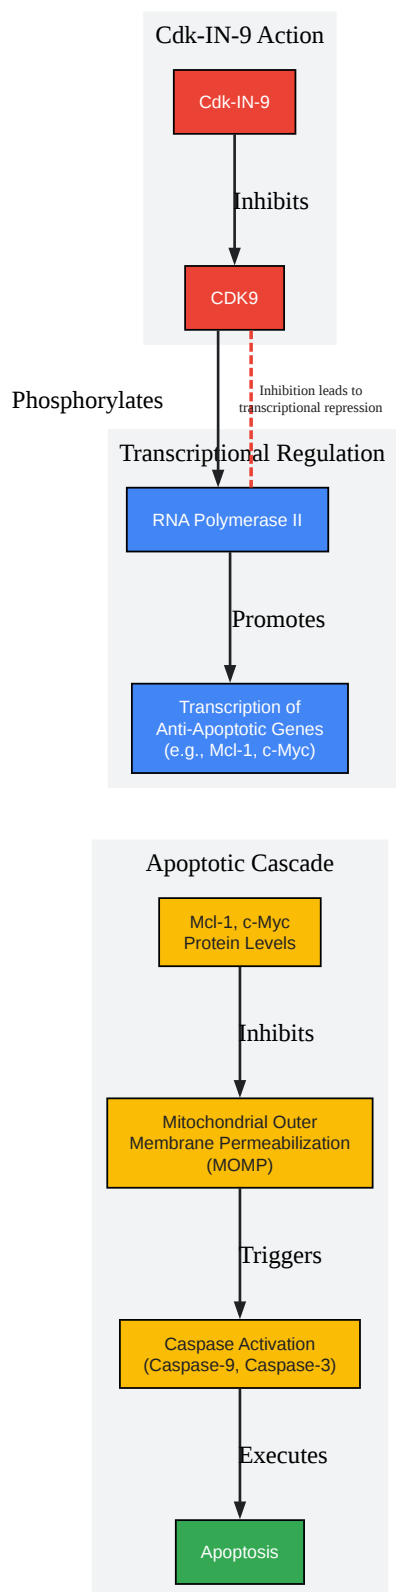 Cdk-IN-9 Action
Cdk-IN-9
Inhibits
CDK9
Phosphorylates
Inhibition leads to
transcriptional repression
Transcriptional Regulation
RNA Polymerase II
Promotes
Transcription of
Anti-Apoptotic Genes
(e.g., Mcl-1, c-Myc)
Apoptotic Cascade
Mcl-1, c-Myc
Protein Levels
Inhibits
Mitochondrial Outer
Membrane Permeabilization
(MOMP)
Triggers
Caspase Activation
(Caspase-9, Caspase-3)
Executes
Apoptosis